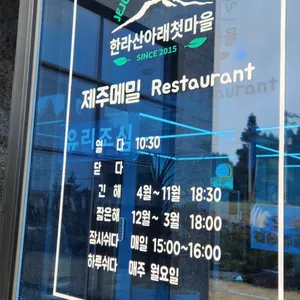 JEJU
한라산아래첫마을
SINCE 2015
제주메밀 Restaurant
열 다 10:30
닫 다
긴 해 4월~11월 18:30
짧은해 12월~3월 18:00
잠시쉬다 매일 15:00~16:00
하루쉬다 매주 월요일